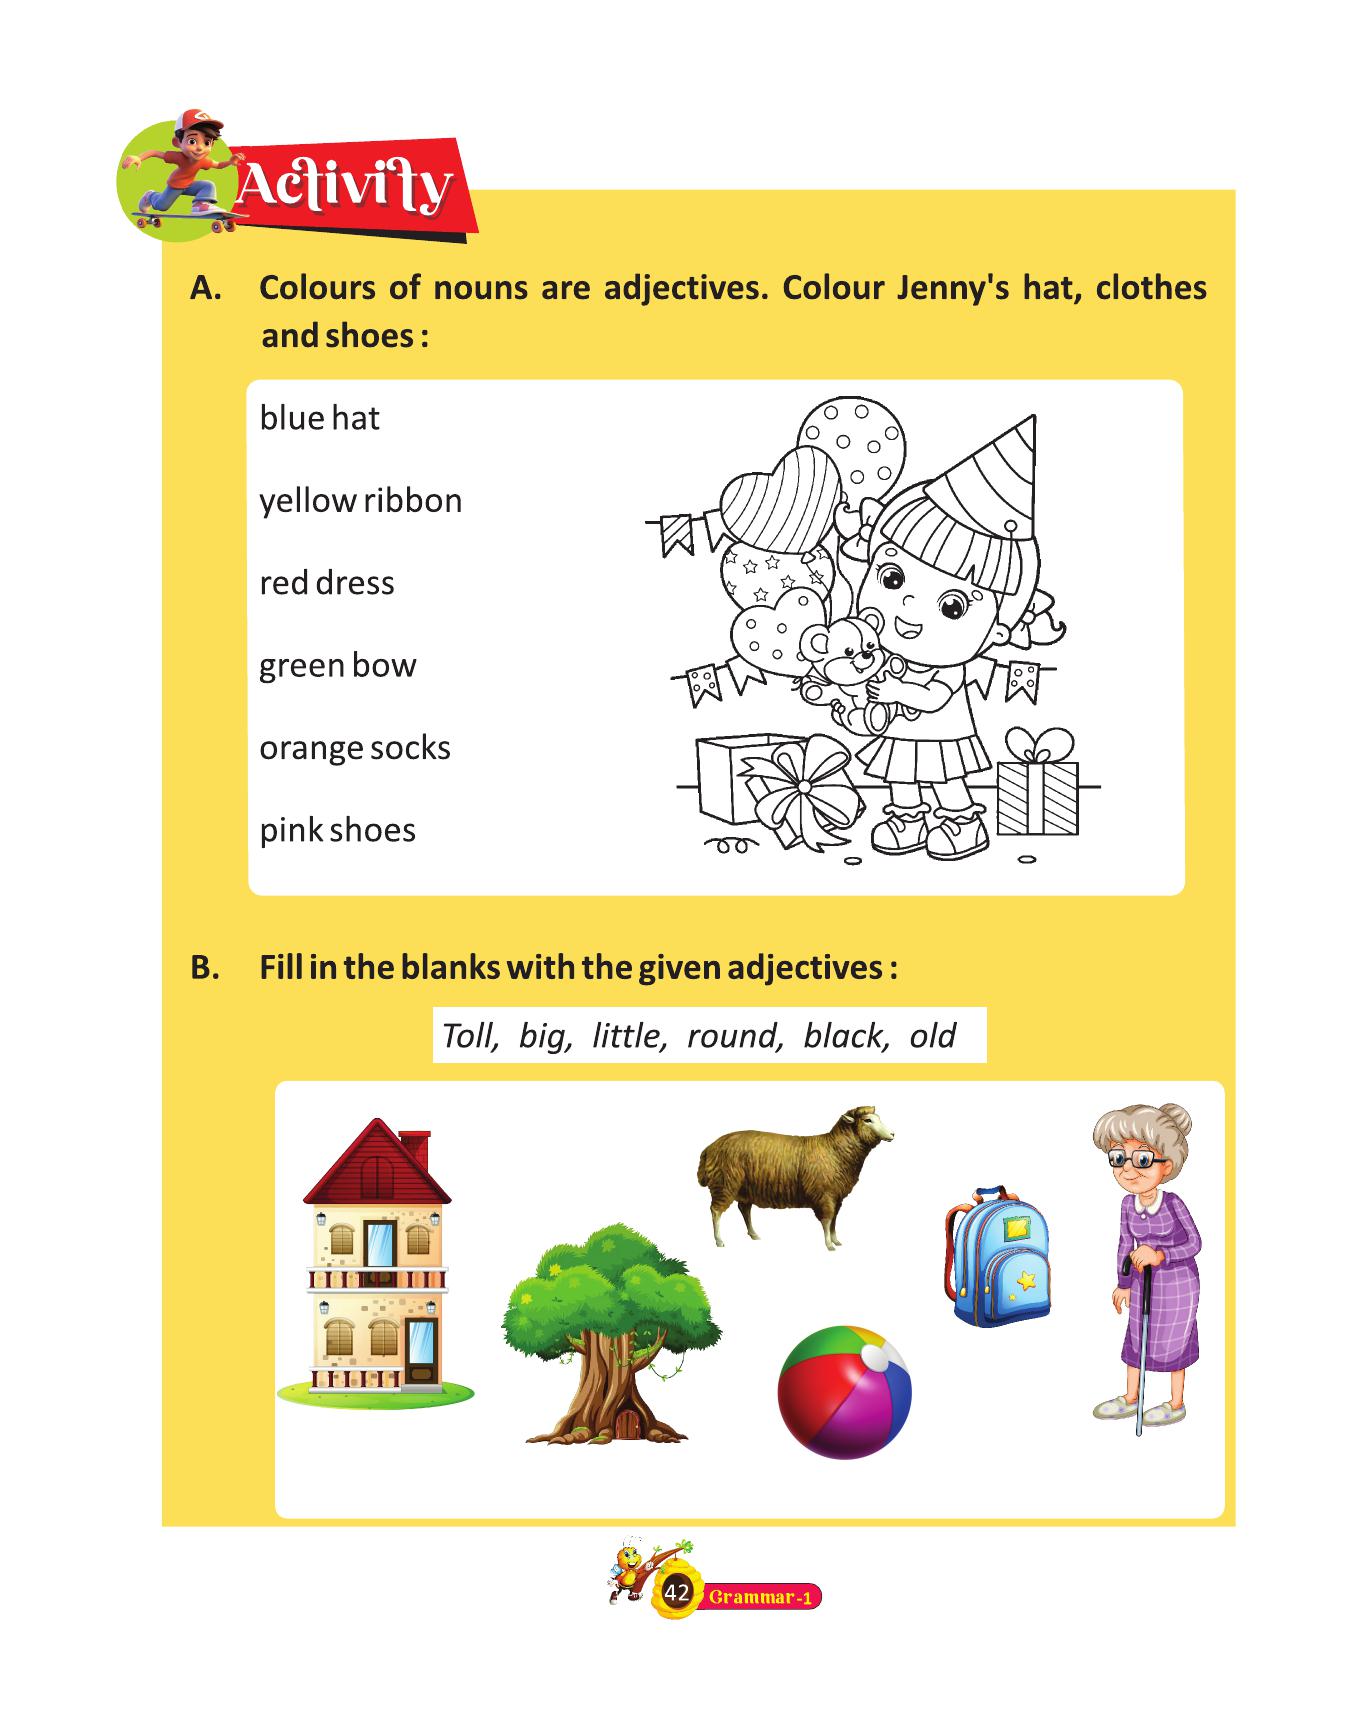 Activity
A. Colours of nouns are adjectives. Colour Jenny's hat, clothes
and shoes :
blue hat
yellow ribbon
red dress
green bow
orange socks
pink shoes
B. Fill in the blanks with the given adjectives :
Toll, big, little, round, black, old
42 Grammar-1